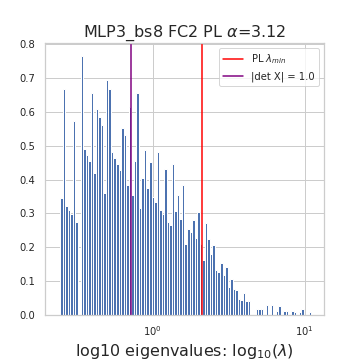 MLP3_bs8 FC2 PL α=3.12
0.8
PL λmin
|det X| = 1.0
0.7
0.6
0.5
0.4
0.3
0.2
0.1
0.0
10⁰
10¹
log10 eigenvalues: log₁₀(λ)